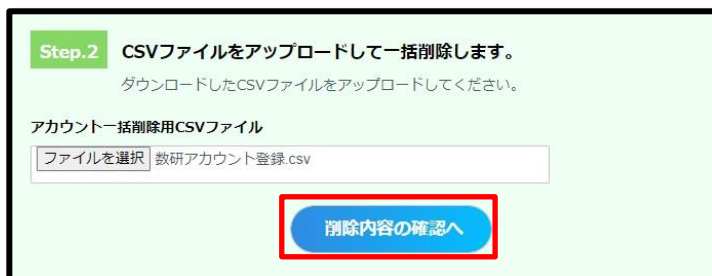 Step.2 CSVファイルをアップロードして一括削除します。
ダウンロードしたCSVファイルをアップロードしてください。
アカウント一括削除用CSVファイル
ファイルを選択 数研アカウント登録.csv
削除内容の確認へ